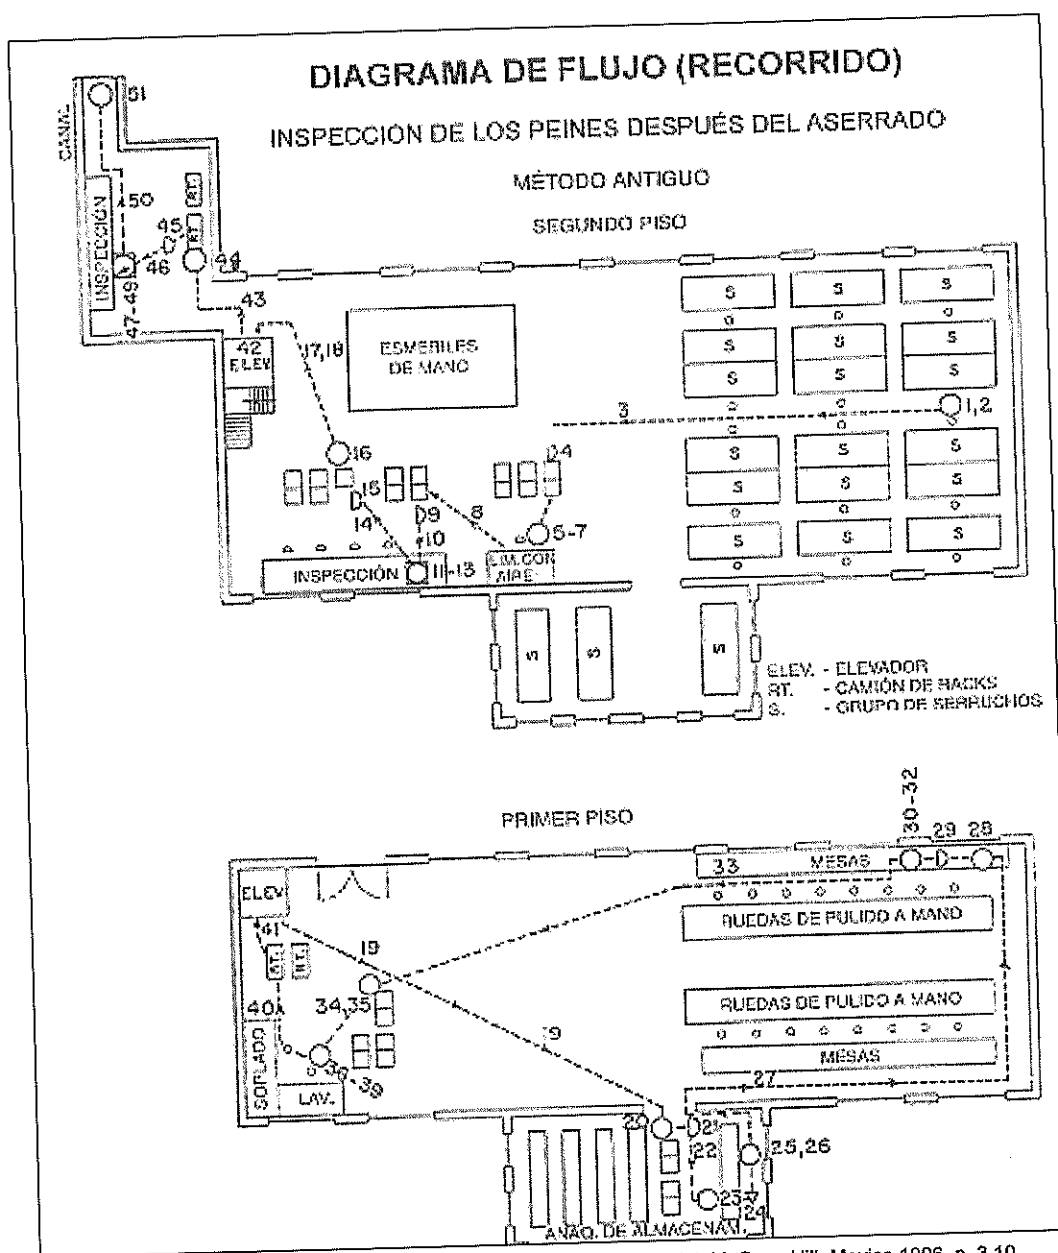 DIAGRAMA DE FLUJO (RECORRIDO)
INSPECCIÓN DE LOS PEINES DESPUÉS DEL ASERRADO
MÉTODO ANTIGUO
SEGUNDO PISO
CANAL
51
50
INSPECCIÓN
RT.
RT.
45
46
44
47-49
43
42
ELEV.
17,18
ESMERILES
DE MANO
S S S
S S S
S S S
3
1,2
S S S
S S S
S S S
16
15
14
9
10
8
4
5-7
INSPECCIÓN
11-13
LIM. CON
AIRE
S S S
ELEV. - ELEVADOR
RT. - CAMIÓN DE RACKS
S. - GRUPO DE SERRUCHOS
PRIMER PISO
30-32
29 28
33
MESAS
RUEDAS DE PULIDO A MANO
ELEV
41
RT.
RT.
19
40
34, 35
19
RUEDAS DE PULIDO A MANO
MESAS
SOPLADO
36-39
LAV.
27
20
21
22
25,26
23
24
ANAQ. DE ALMACENAM.